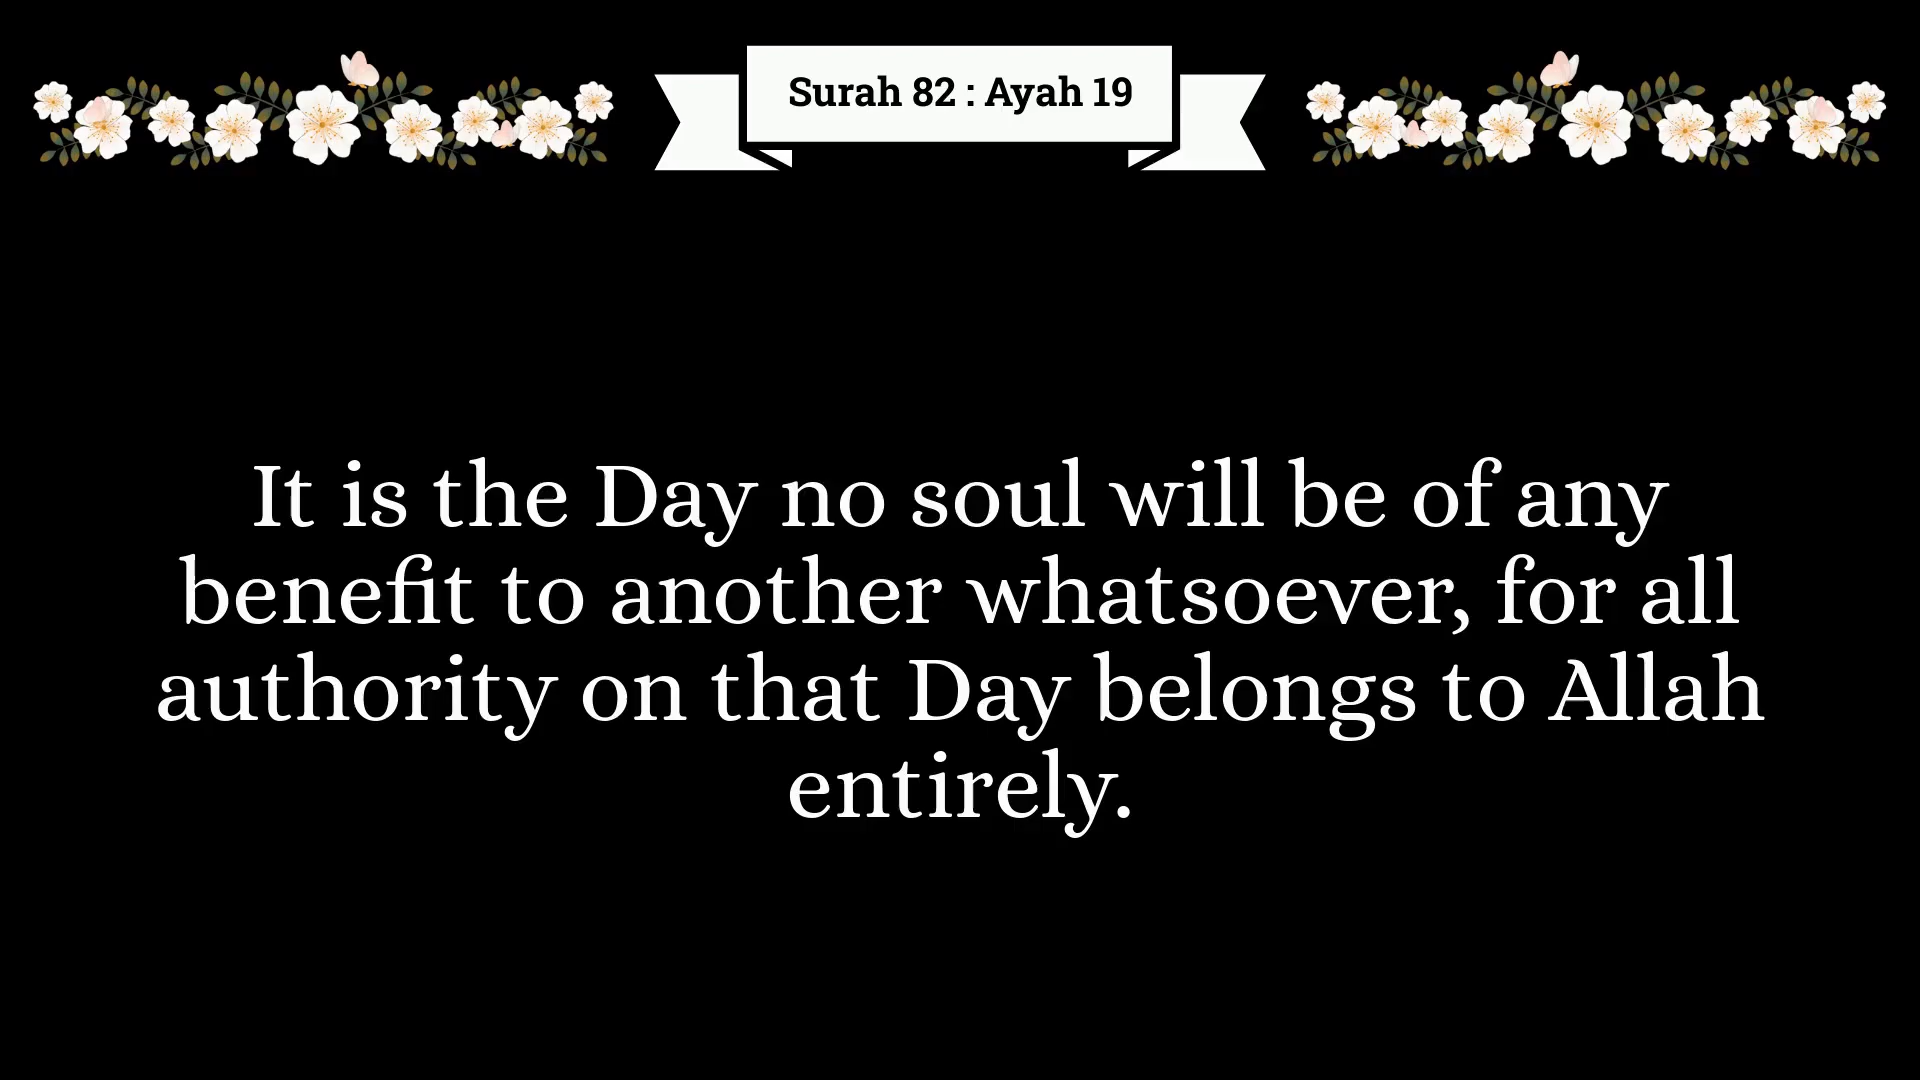 Surah 82 : Ayah 19
It is the Day no soul will be of any
benefit to another whatsoever, for all
authority on that Day belongs to Allah
entirely.